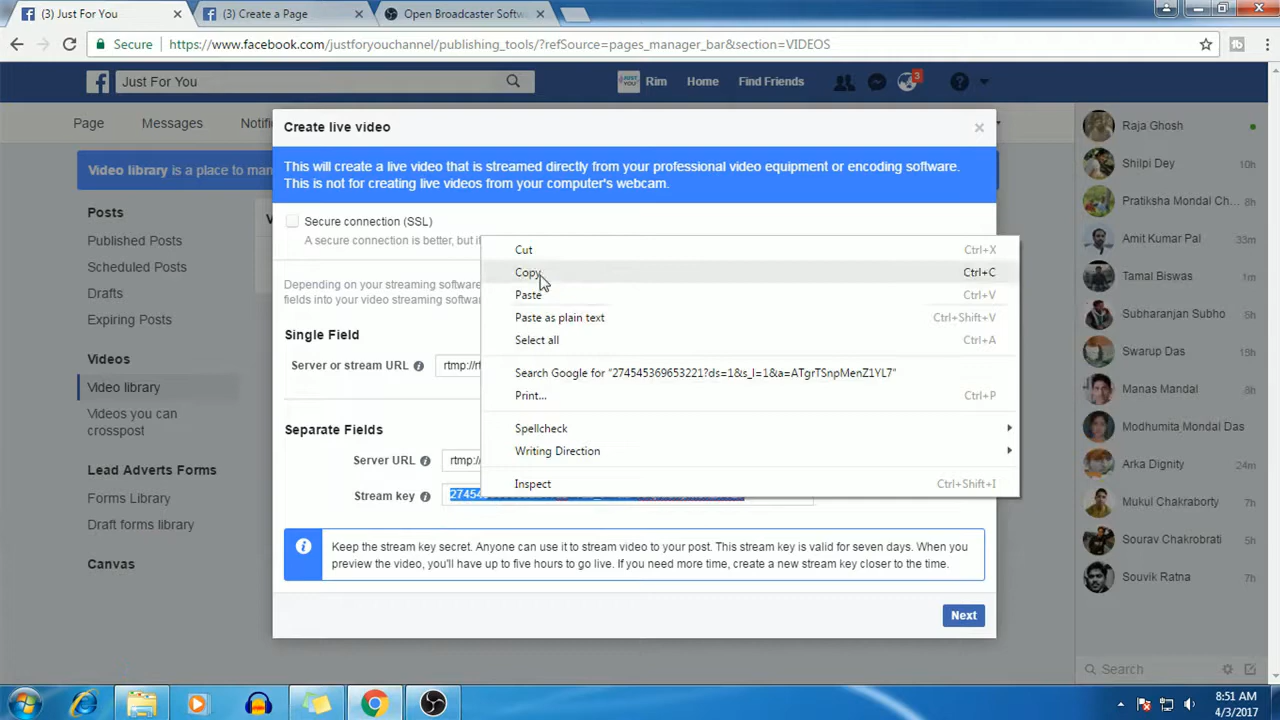 (3) Just For You
(3) Create a Page
Open Broadcaster Softw
Secure
https://www.facebook.com/justforyouchannel/publishing_tools/?refSource=pages_manager_bar&section=VIDEOS
Just For You
Rim
Home
Find Friends
3
Page
Messages
Notifi
Video library is a place to man
Posts
Published Posts
Scheduled Posts
Drafts
Expiring Posts
Videos
Video library
Videos you can
crosspost
Lead Adverts Forms
Forms Library
Draft forms library
Canvas
Create live video
This will create a live video that is streamed directly from your professional video equipment or encoding software.
This is not for creating live videos from your computer's webcam.
Secure connection (SSL)
A secure connection is better, but i
Depending on your streaming software
fields into your video streaming softwa
Single Field
Server or stream URL
rtmp://rt
Separate Fields
Server URL
rtmp://
Stream key
27454
Keep the stream key secret. Anyone can use it to stream video to your post. This stream key is valid for seven days. When you
preview the video, you'll have up to five hours to go live. If you need more time, create a new stream key closer to the time.
Next
Cut Ctrl+X
Copy Ctrl+C
Paste Ctrl+V
Paste as plain text Ctrl+Shift+V
Select all Ctrl+A
Search Google for "274545369653221?ds=1&s_l=1&a=ATgrTSnpMenZ1YL7"
Print... Ctrl+P
Spellcheck
Writing Direction
Inspect Ctrl+Shift+I
Raja Ghosh
Shilpi Dey 10h
Pratiksha Mondal Ch... 8h
Amit Kumar Pal 33m
Tamal Biswas
Subharanjan Subho
Swarup Das
Manas Mandal
Modhumita Mondal Das
Arka Dignity 24m
Mukul Chakraborty
Sourav Chakrobrati 5h
Souvik Ratna 7h
Search
8:51 AM
4/3/2017